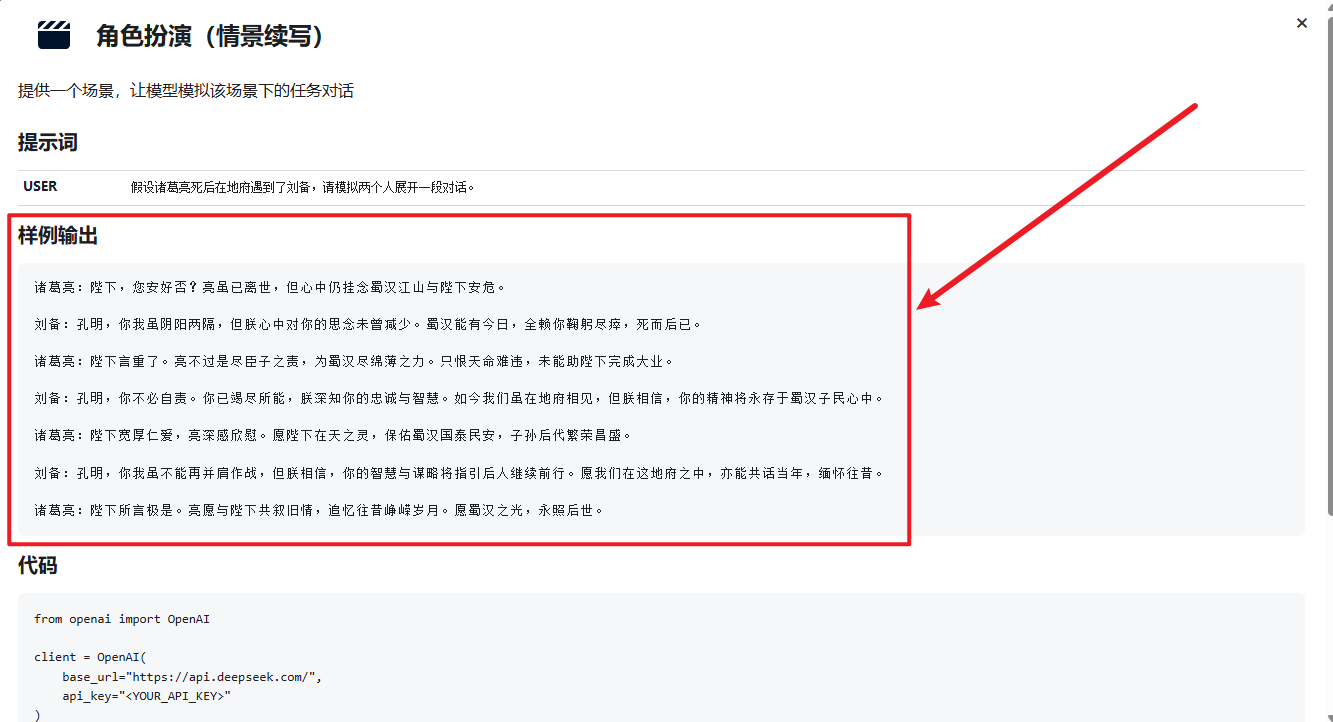 角色扮演（情景续写）
×
提供一个场景，让模型模拟该场景下的任务对话
提示词
USER 假设诸葛亮死后在地府遇到了刘备，请模拟两个人展开一段对话。
样例输出
诸葛亮：陛下，您安好否？亮虽已离世，但心中仍挂念蜀汉江山与陛下安危。
刘备：孔明，你我虽阴阳两隔，但朕心中对你的思念未曾减少。蜀汉能有今日，全赖你鞠躬尽瘁，死而后已。
诸葛亮：陛下言重了。亮不过是尽臣子之责，为蜀汉尽绵薄之力。只恨天命难违，未能助陛下完成大业。
刘备：孔明，你不必自责。你已竭尽所能，朕深知你的忠诚与智慧。如今我们虽在地府相见，但朕相信，你的精神将永存于蜀汉子民心中。
诸葛亮：陛下宽厚仁爱，亮深感欣慰。愿陛下在天之灵，保佑蜀汉国泰民安，子孙后代繁荣昌盛。
刘备：孔明，你我虽不能再并肩作战，但朕相信，你的智慧与谋略将指引后人继续前行。愿我们在这地府之中，亦能共话当年，缅怀往昔。
诸葛亮：陛下所言极是。亮愿与陛下共叙旧情，追忆往昔峥嵘岁月。愿蜀汉之光，永照后世。
代码
from openai import OpenAI
client = OpenAI(
base_url="https://api.deepseek.com/",
api_key="<YOUR_API_KEY>"
)